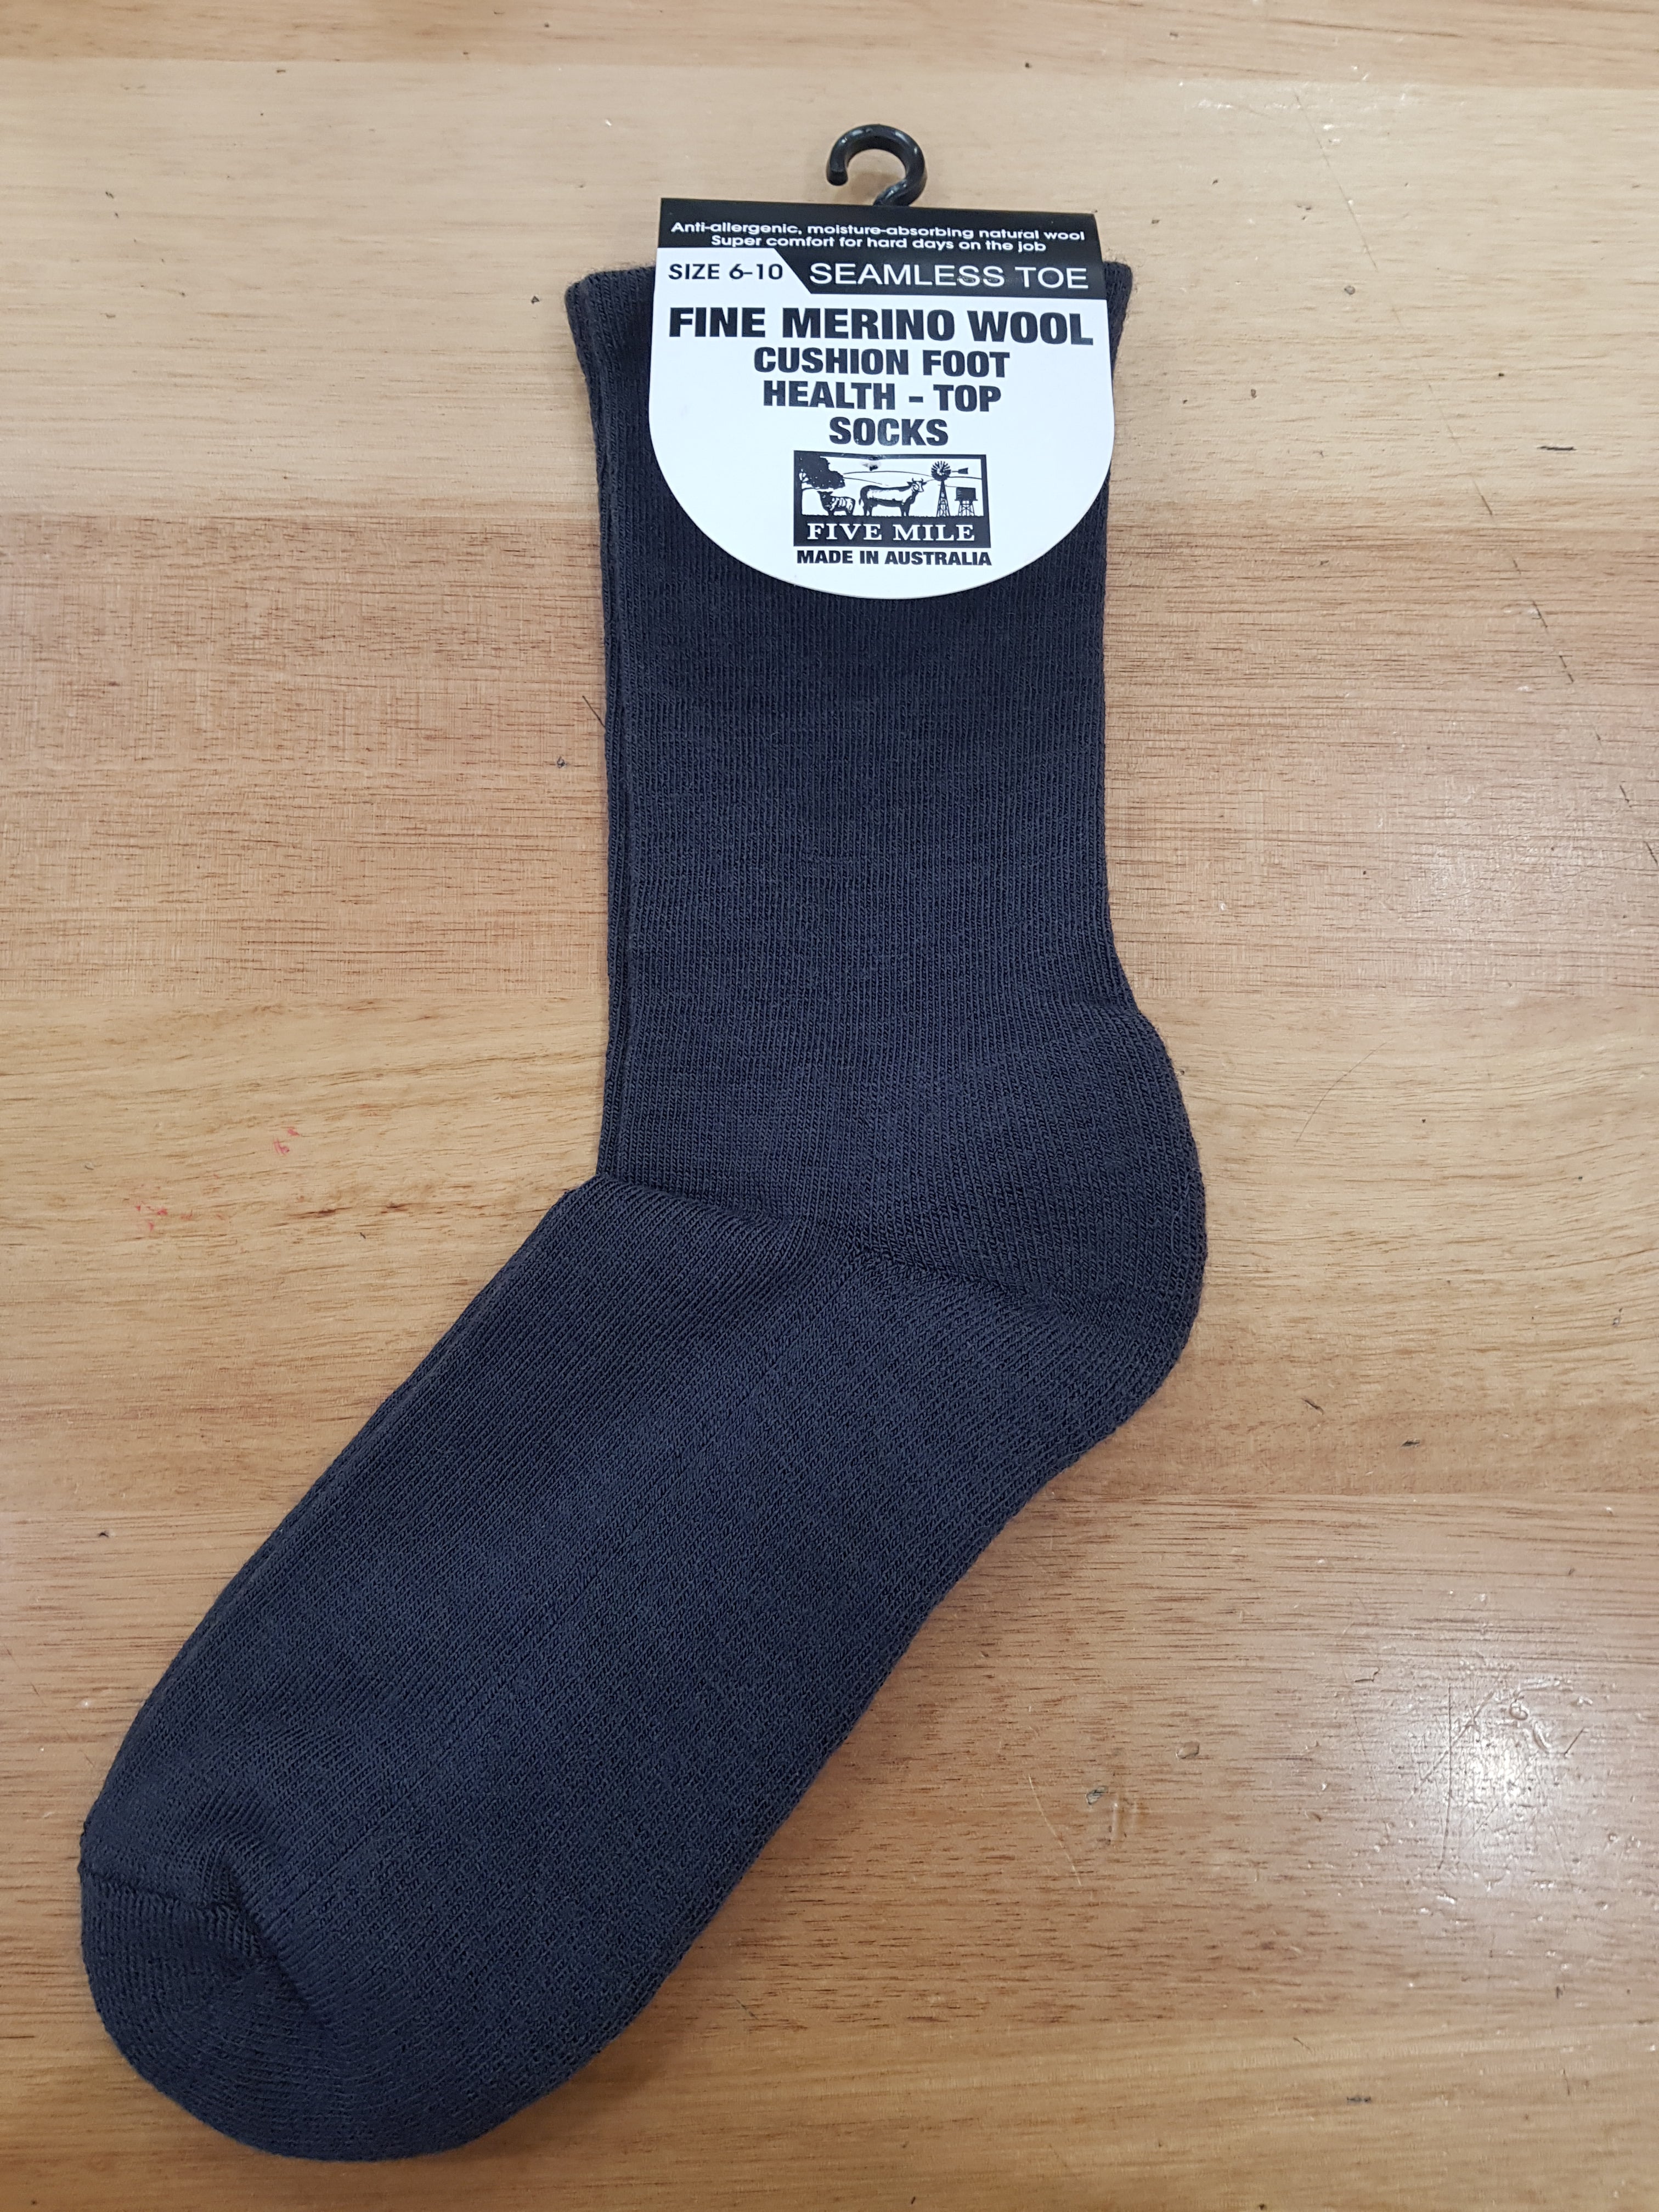 Anti-allergenic, moisture-absorbing natural wool
Super comfort for hard days on the job
SIZE 6-10 SEAMLESS TOE
FINE MERINO WOOL
CUSHION FOOT
HEALTH - TOP
SOCKS
FIVE MILE
MADE IN AUSTRALIA